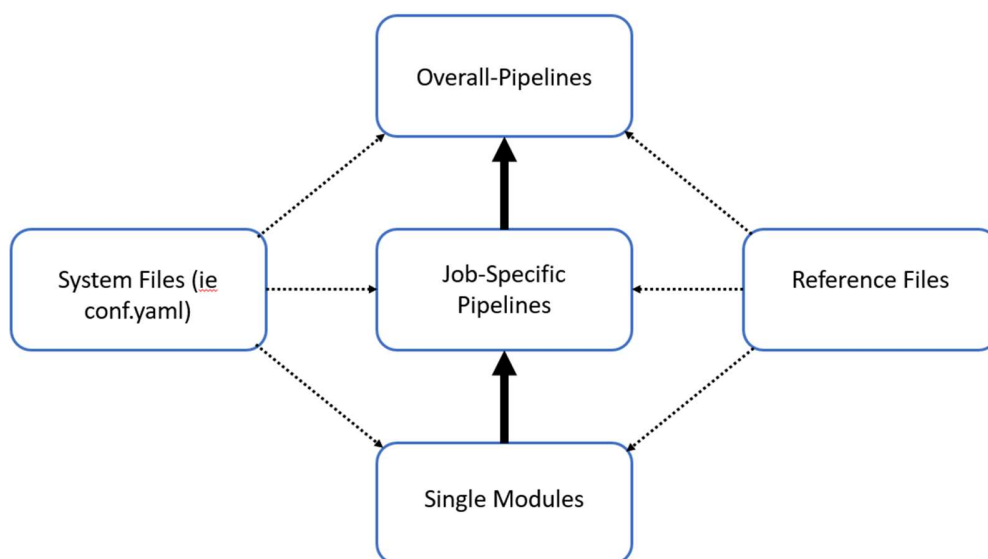 Overall-Pipelines
System Files (ie
conf.yaml)
Job-Specific
Pipelines
Reference Files
Single Modules